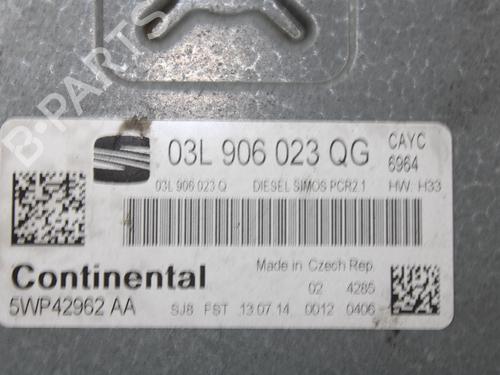 B-PARTS
03L 906 023 QG
CAYC
6964
03L 906 023 Q DIESEL SIMOS PCR2.1 HW: H33
Continental
Made in Czech Rep.
02 4285
5WP42962 AA
SJ8 FST 13.07.14 0012 0406